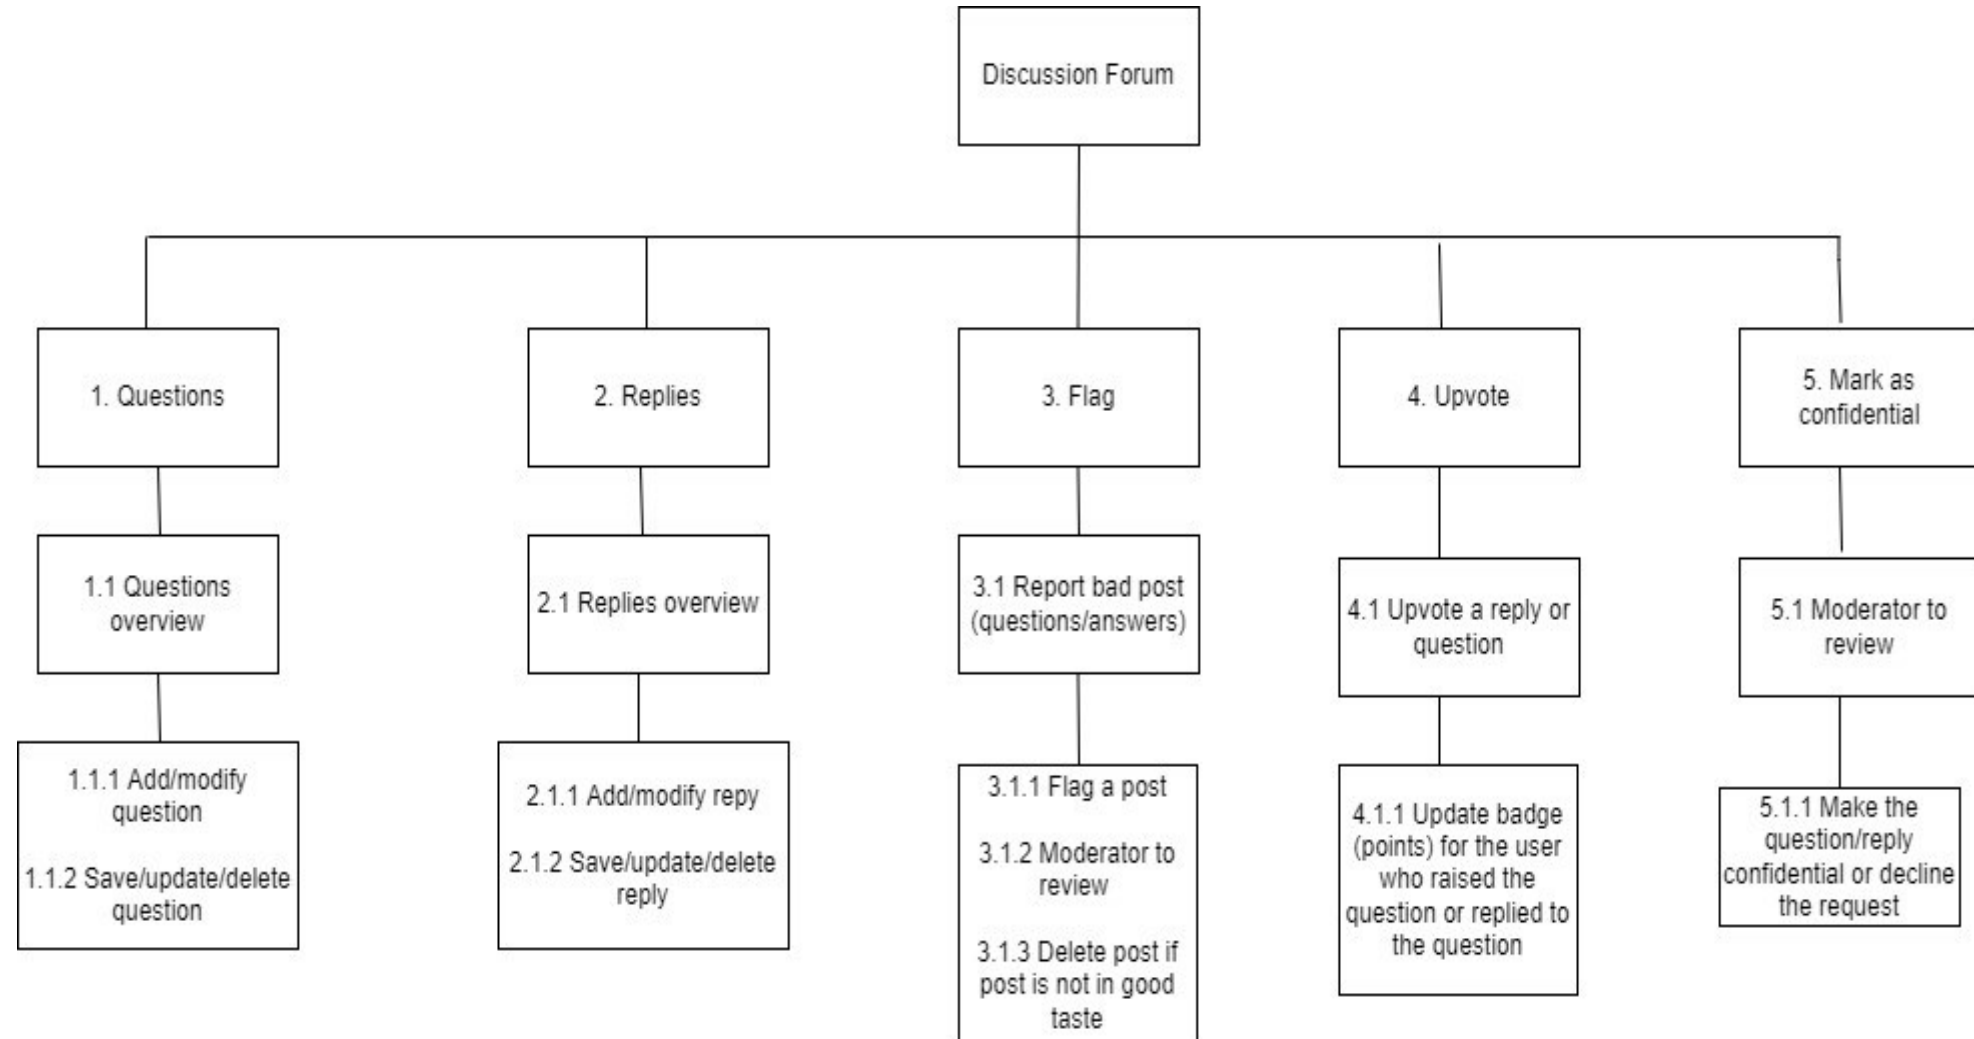 Discussion Forum
1. Questions
2. Replies
3. Flag
4. Upvote
5. Mark as
confidential
1.1 Questions
overview
2.1 Replies overview
3.1 Report bad post
(questions/answers)
4.1 Upvote a reply or
question
5.1 Moderator to
review
1.1.1 Add/modify
question
1.1.2 Save/update/delete
question
2.1.1 Add/modify repy
2.1.2 Save/update/delete
reply
3.1.1 Flag a post
3.1.2 Moderator to
review
3.1.3 Delete post if
post is not in good
taste
4.1.1 Update badge
(points) for the user
who raised the
question or replied to
the question
5.1.1 Make the
question/reply
confidential or decline
the request